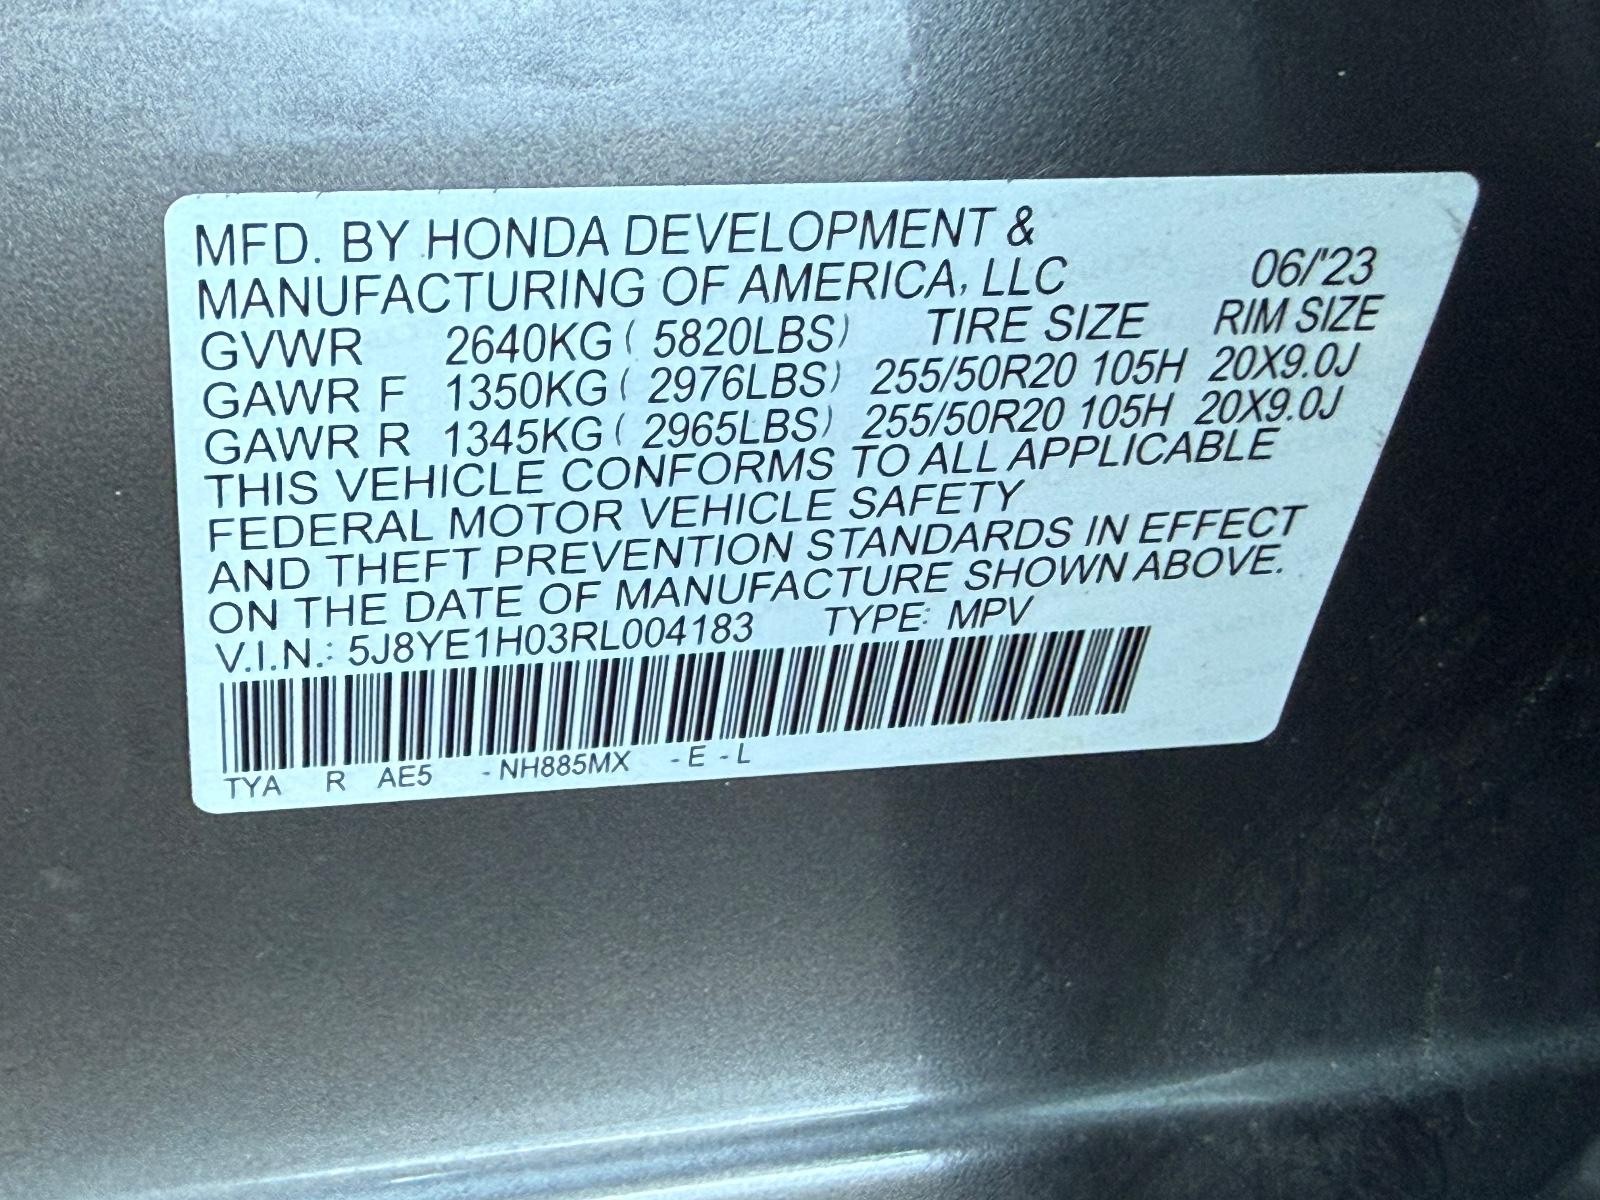 MFD. BY HONDA DEVELOPMENT &
MANUFACTURING OF AMERICA, LLC 06/'23
GVWR 2640KG ( 5820LBS) TIRE SIZE RIM SIZE
GAWR F 1350KG ( 2976LBS) 255/50R20 105H 20X9.0J
GAWR R 1345KG ( 2965LBS) 255/50R20 105H 20X9.0J
THIS VEHICLE CONFORMS TO ALL APPLICABLE
FEDERAL MOTOR VEHICLE SAFETY
AND THEFT PREVENTION STANDARDS IN EFFECT
ON THE DATE OF MANUFACTURE SHOWN ABOVE.
V.I.N.: 5J8YE1H03RL004183 TYPE: MPV
TYA R AE5 -NH885MX -E -L